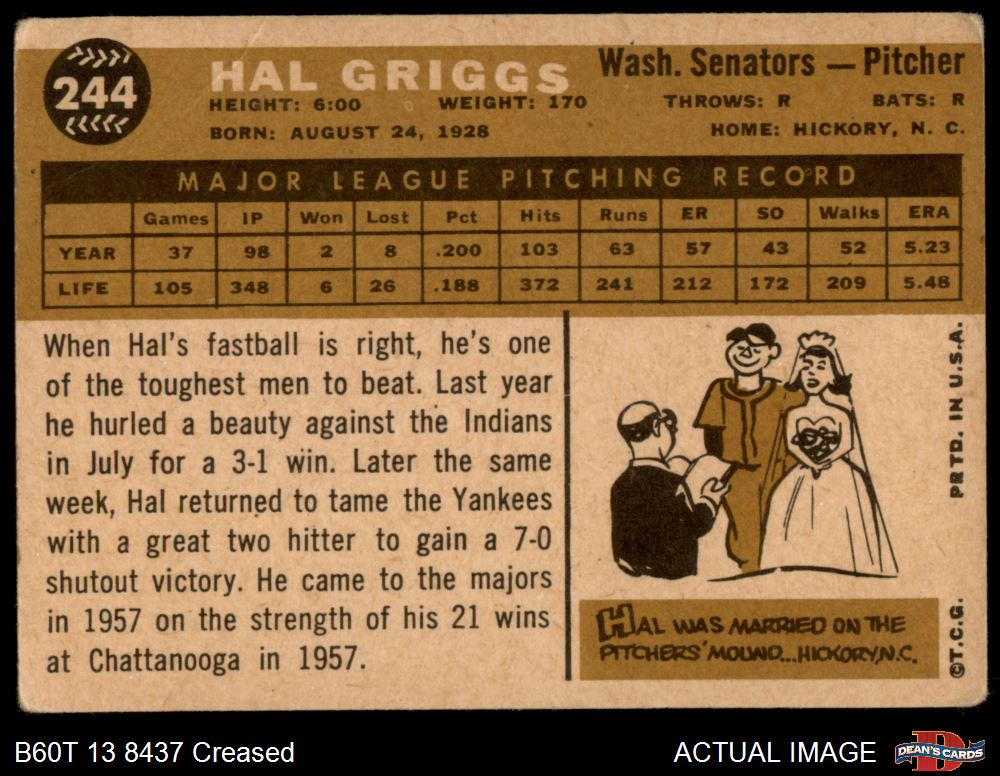 244
HAL GRIGGS
Wash. Senators — Pitcher
HEIGHT: 6:00 WEIGHT: 170 THROWS: R BATS: R
BORN: AUGUST 24, 1928 HOME: HICKORY, N. C.
MAJOR LEAGUE PITCHING RECORD
Games IP Won Lost Pct Hits Runs ER SO Walks ERA
YEAR 37 98 2 8 .200 103 63 57 43 52 5.23
LIFE 105 348 6 26 .188 372 241 212 172 209 5.48
When Hal's fastball is right, he's one
of the toughest men to beat. Last year
he hurled a beauty against the Indians
in July for a 3-1 win. Later the same
week, Hal returned to tame the Yankees
with a great two hitter to gain a 7-0
shutout victory. He came to the majors
in 1957 on the strength of his 21 wins
at Chattanooga in 1957.
HAL WAS MARRIED ON THE
PITCHERS' MOUND...HICKORY,N.C.
PRTD. IN U.S.A.
©T.C.G.
B60T 13 8437 Creased
ACTUAL IMAGE
D
DEAN'S CARDS